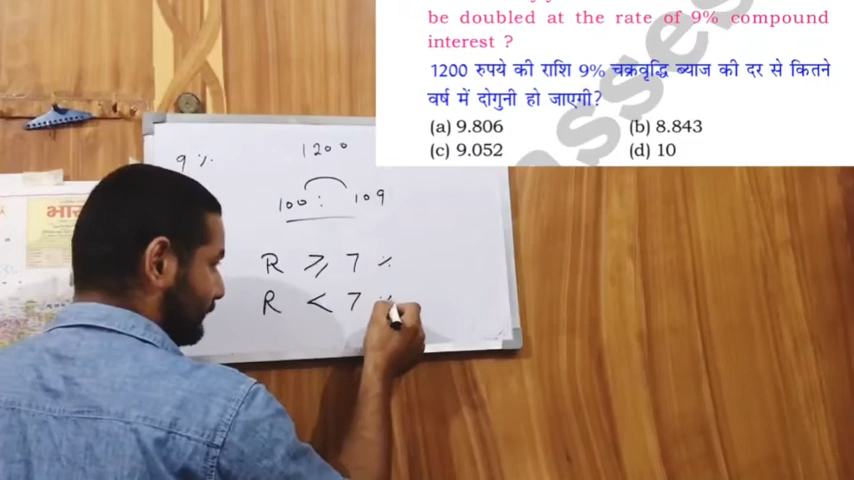 be doubled at the rate of 9% compound
interest ?
1200 रुपये की राशि 9% चक्रवृद्धि ब्याज की दर से कितने
वर्ष में दोगुनी हो जाएगी?
(a) 9.806 (b) 8.843
(c) 9.052 (d) 10
9 % 1200
100 : 109
R ⩾ 7 %
R < 7 %